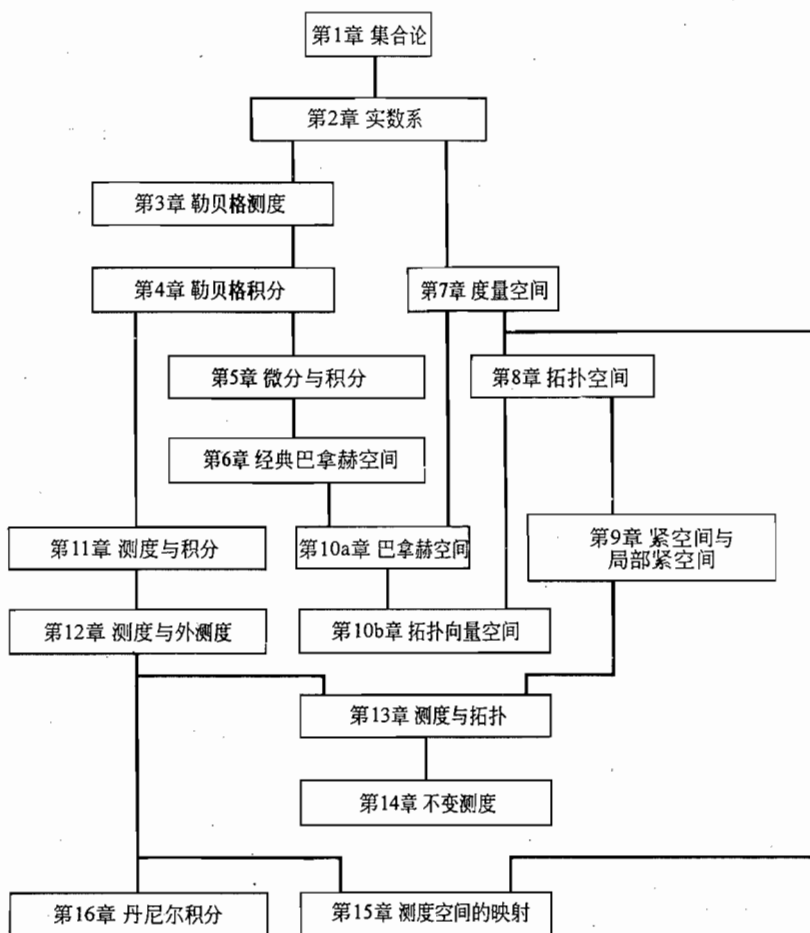 第1章 集合论
第2章 实数系
第3章 勒贝格测度
第4章 勒贝格积分
第7章 度量空间
第5章 微分与积分
第8章 拓扑空间
第6章 经典巴拿赫空间
第11章 测度与积分
第10a章 巴拿赫空间
第9章 紧空间与
局部紧空间
第12章 测度与外测度
第10b章 拓扑向量空间
第13章 测度与拓扑
第14章 不变测度
第16章 丹尼尔积分
第15章 测度空间的映射